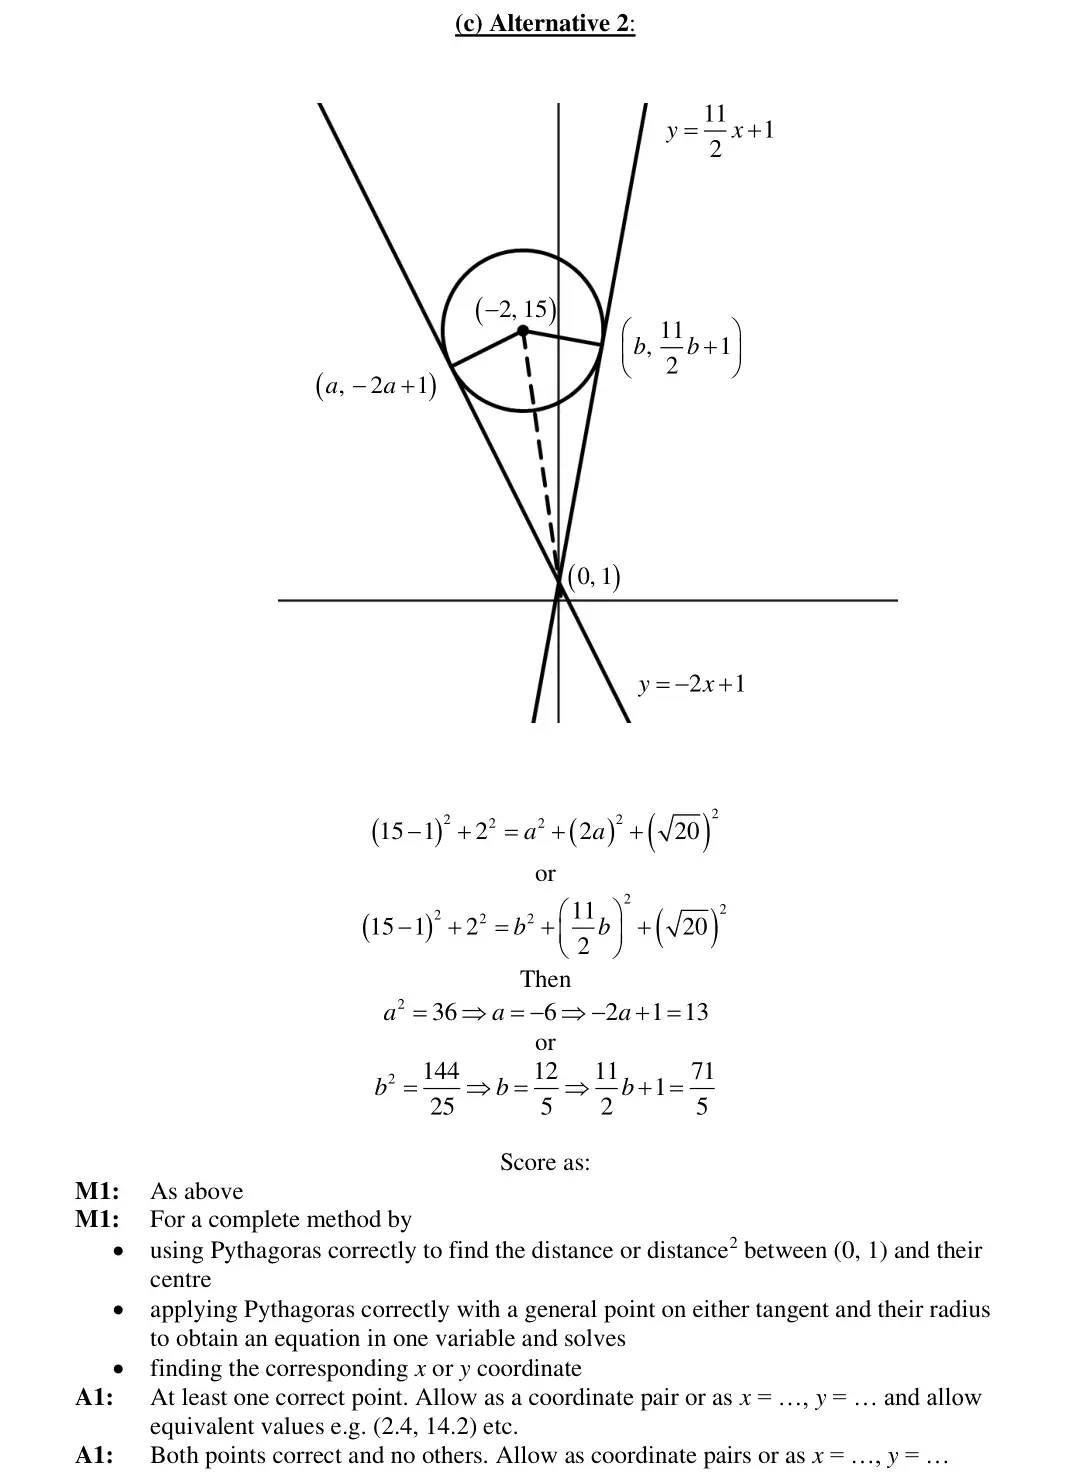 (c) Alternative 2:
y = 11/2 x + 1
(−2, 15)
(b, 11/2 b + 1)
(a, − 2a + 1)
(0, 1)
y = −2x + 1
(15 − 1)² + 2² = a² + (2a)² + (√20)²
or
(15 − 1)² + 2² = b² + (11/2 b)² + (√20)²
Then
a² = 36 ⇒ a = −6 ⇒ −2a + 1 = 13
or
b² = 144/25 ⇒ b = 12/5 ⇒ 11/2 b + 1 = 71/5
Score as:
M1: As above
M1: For a complete method by
• using Pythagoras correctly to find the distance or distance² between (0, 1) and their
centre
• applying Pythagoras correctly with a general point on either tangent and their radius
to obtain an equation in one variable and solves
• finding the corresponding x or y coordinate
A1: At least one correct point. Allow as a coordinate pair or as x = …, y = … and allow
equivalent values e.g. (2.4, 14.2) etc.
A1: Both points correct and no others. Allow as coordinate pairs or as x = …, y = …